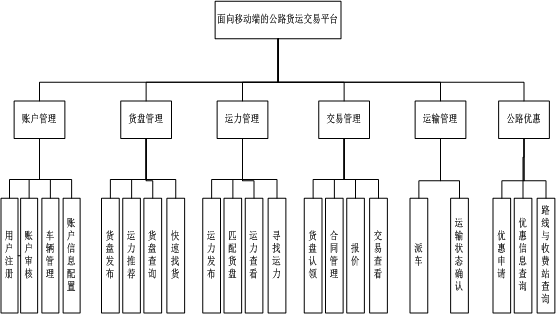 面向移动端的公路货运交易平台
账户管理
货盘管理
运力管理
交易管理
运输管理
公路优惠
用户注册
账户审核
车辆管理
账户信息配置
货盘发布
运力推荐
货盘查询
快速找货
运力发布
匹配货盘
运力查看
寻找运力
货盘认领
合同管理
报价
交易查看
派车
运输状态确认
优惠申请
优惠信息查询
路线与收费站查询